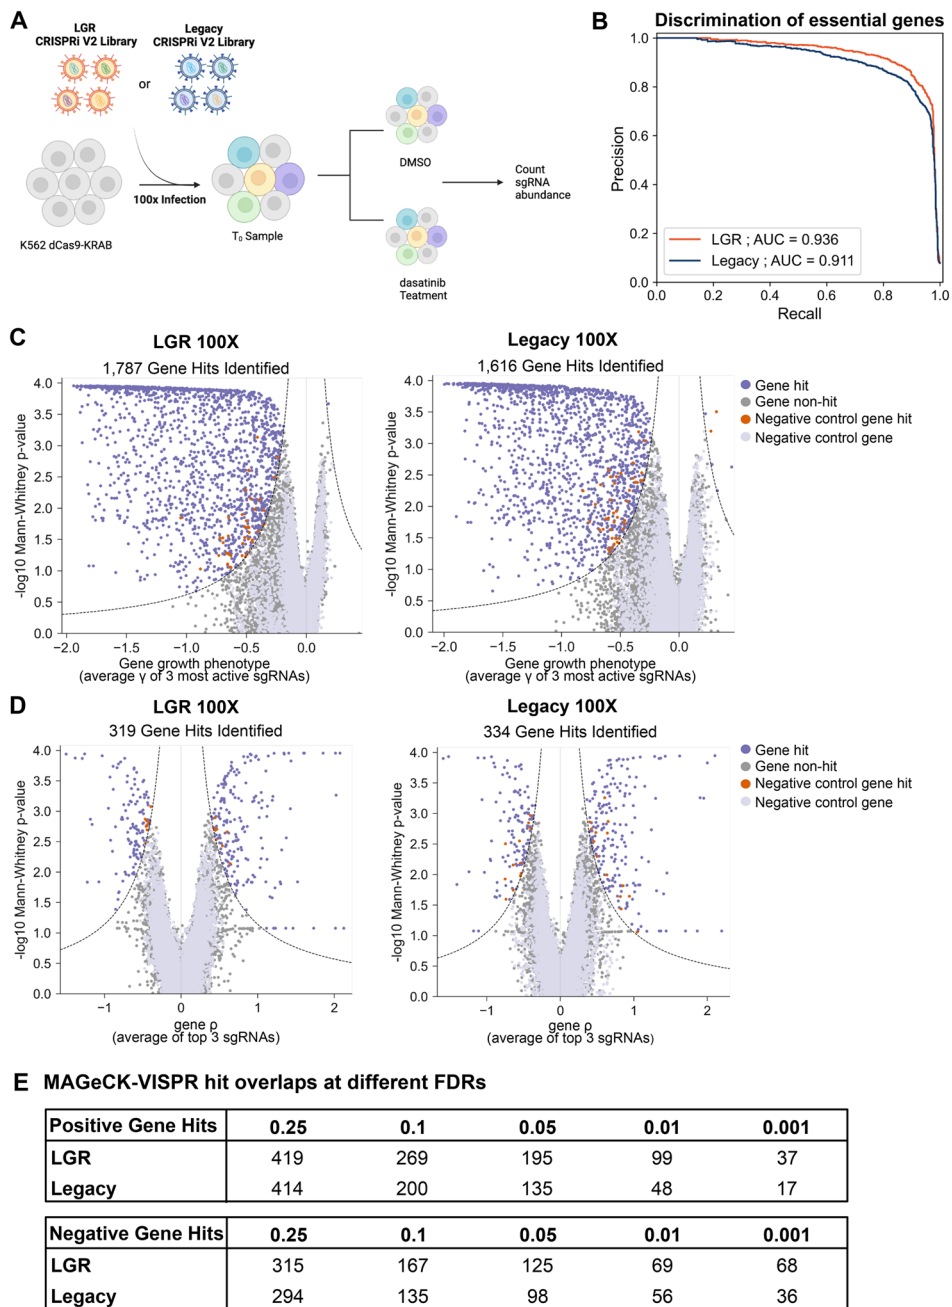 A
LGR
CRISPRi V2 Library
Legacy
CRISPRi V2 Library
or
100x Infection
K562 dCas9-KRAB
T₀ Sample
DMSO
dasatinib
Teatment
Count
sgRNA
abundance
B
Discrimination of essential genes
1.0
0.8
0.6
0.4
0.2
0.0
Precision
LGR ; AUC = 0.936
Legacy ; AUC = 0.911
0.0 0.2 0.4 0.6 0.8 1.0
Recall
C
LGR 100X
1,787 Gene Hits Identified
4.0
3.5
3.0
2.5
2.0
1.5
1.0
0.5
0.0
-log10 Mann-Whitney p-value
−2.0 −1.5 −1.0 −0.5 0.0
Gene growth phenotype
(average γ of 3 most active sgRNAs)
Legacy 100X
1,616 Gene Hits Identified
4.0
3.5
3.0
2.5
2.0
1.5
1.0
0.5
0.0
-log10 Mann-Whitney p-value
−2.0 −1.5 −1.0 −0.5 0.0
Gene growth phenotype
(average γ of 3 most active sgRNAs)
Gene hit
Gene non-hit
Negative control gene hit
Negative control gene
D
LGR 100X
319 Gene Hits Identified
4.0
3.5
3.0
2.5
2.0
1.5
1.0
0.5
0.0
-log10 Mann-Whitney p-value
−1 0 1 2
gene ρ
(average of top 3 sgRNAs)
Legacy 100X
334 Gene Hits Identified
4.0
3.5
3.0
2.5
2.0
1.5
1.0
0.5
0.0
-log10 Mann-Whitney p-value
−1 0 1 2
gene ρ
(average of top 3 sgRNAs)
Gene hit
Gene non-hit
Negative control gene hit
Negative control gene
E MAGeCK-VISPR hit overlaps at different FDRs
Positive Gene Hits 0.25 0.1 0.05 0.01 0.001
LGR 419 269 195 99 37
Legacy 414 200 135 48 17
Negative Gene Hits 0.25 0.1 0.05 0.01 0.001
LGR 315 167 125 69 68
Legacy 294 135 98 56 36